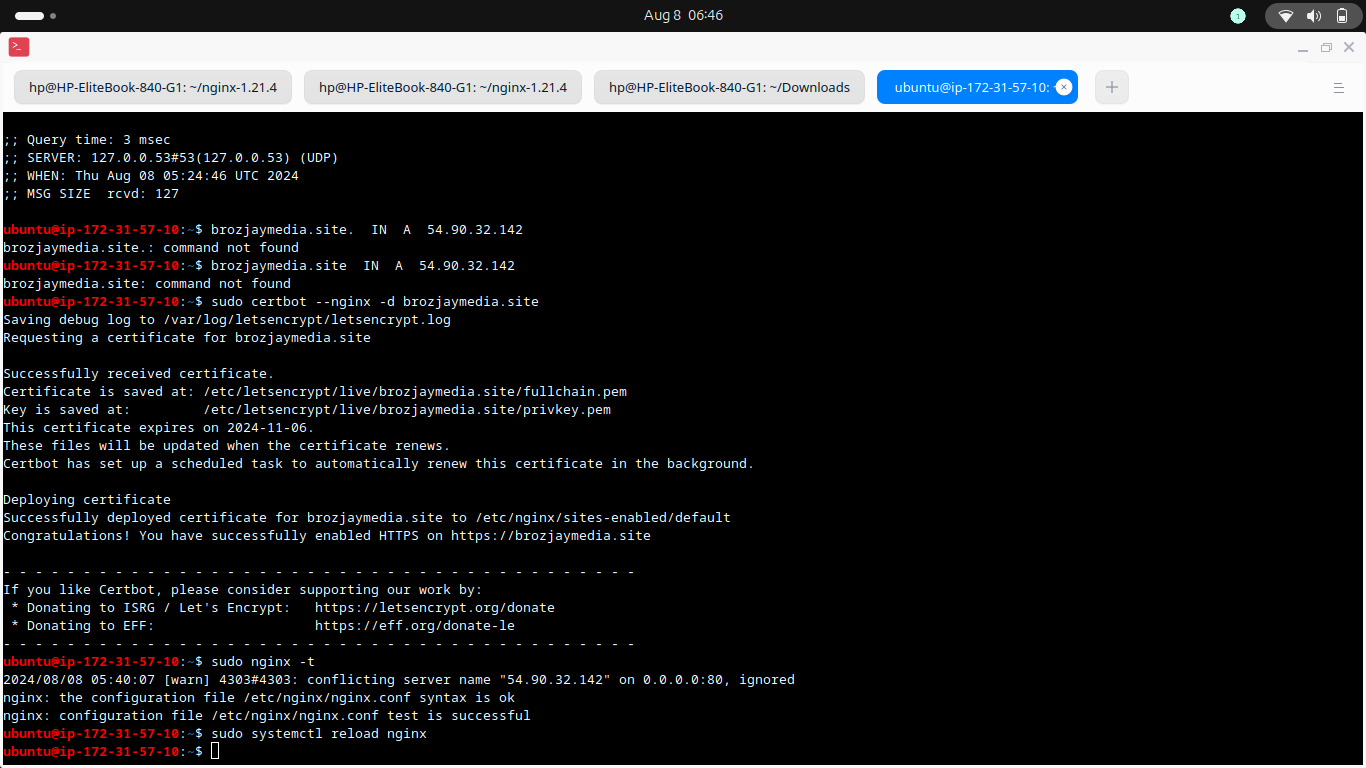 Aug 8 06:46
1
>_
hp@HP-EliteBook-840-G1: ~/nginx-1.21.4
hp@HP-EliteBook-840-G1: ~/nginx-1.21.4
hp@HP-EliteBook-840-G1: ~/Downloads
ubuntu@ip-172-31-57-10:
;; Query time: 3 msec
;; SERVER: 127.0.0.53#53(127.0.0.53) (UDP)
;; WHEN: Thu Aug 08 05:24:46 UTC 2024
;; MSG SIZE  rcvd: 127
ubuntu@ip-172-31-57-10:~$ brozjaymedia.site.  IN  A  54.90.32.142
brozjaymedia.site.: command not found
ubuntu@ip-172-31-57-10:~$ brozjaymedia.site  IN  A  54.90.32.142
brozjaymedia.site: command not found
ubuntu@ip-172-31-57-10:~$ sudo certbot --nginx -d brozjaymedia.site
Saving debug log to /var/log/letsencrypt/letsencrypt.log
Requesting a certificate for brozjaymedia.site
Successfully received certificate.
Certificate is saved at: /etc/letsencrypt/live/brozjaymedia.site/fullchain.pem
Key is saved at:         /etc/letsencrypt/live/brozjaymedia.site/privkey.pem
This certificate expires on 2024-11-06.
These files will be updated when the certificate renews.
Certbot has set up a scheduled task to automatically renew this certificate in the background.
Deploying certificate
Successfully deployed certificate for brozjaymedia.site to /etc/nginx/sites-enabled/default
Congratulations! You have successfully enabled HTTPS on https://brozjaymedia.site
- - - - - - - - - - - - - - - - - - - - - - - - - - - - - - - - - - - - - - - -
If you like Certbot, please consider supporting our work by:
 * Donating to ISRG / Let's Encrypt:   https://letsencrypt.org/donate
 * Donating to EFF:                    https://eff.org/donate-le
- - - - - - - - - - - - - - - - - - - - - - - - - - - - - - - - - - - - - - - -
ubuntu@ip-172-31-57-10:~$ sudo nginx -t
2024/08/08 05:40:07 [warn] 4303#4303: conflicting server name "54.90.32.142" on 0.0.0.0:80, ignored
nginx: the configuration file /etc/nginx/nginx.conf syntax is ok
nginx: configuration file /etc/nginx/nginx.conf test is successful
ubuntu@ip-172-31-57-10:~$ sudo systemctl reload nginx
ubuntu@ip-172-31-57-10:~$